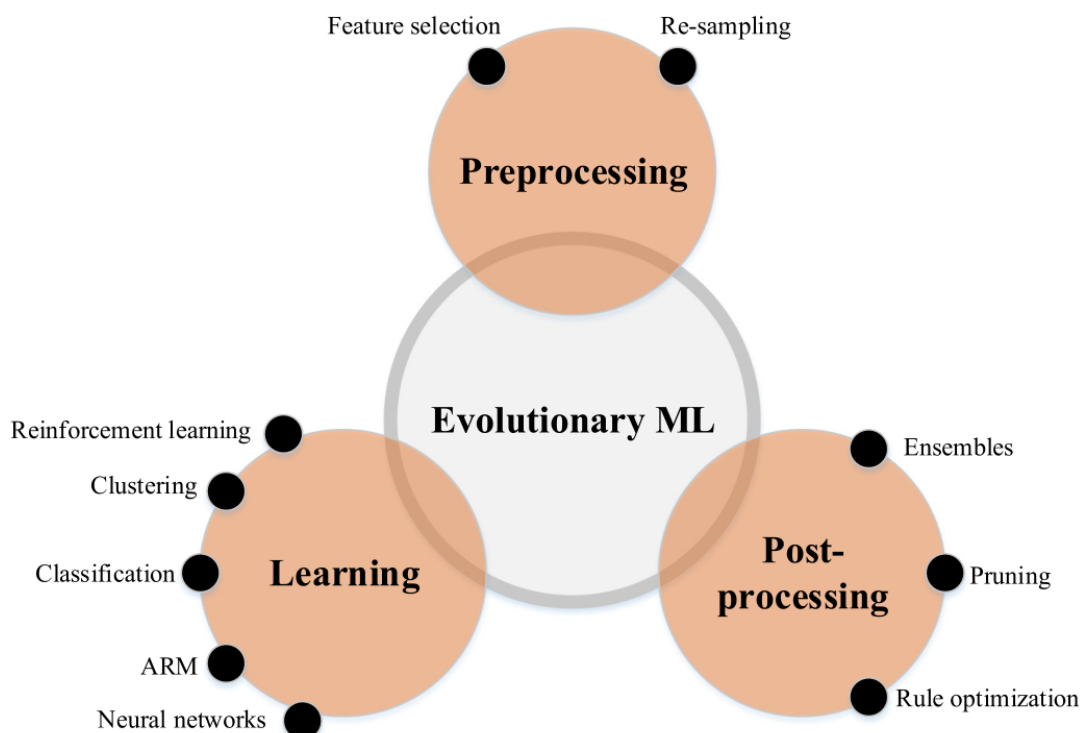 Feature selection
Re-sampling
Preprocessing
Evolutionary ML
Reinforcement learning
Clustering
Classification
ARM
Neural networks
Learning
Post-
processing
Ensembles
Pruning
Rule optimization